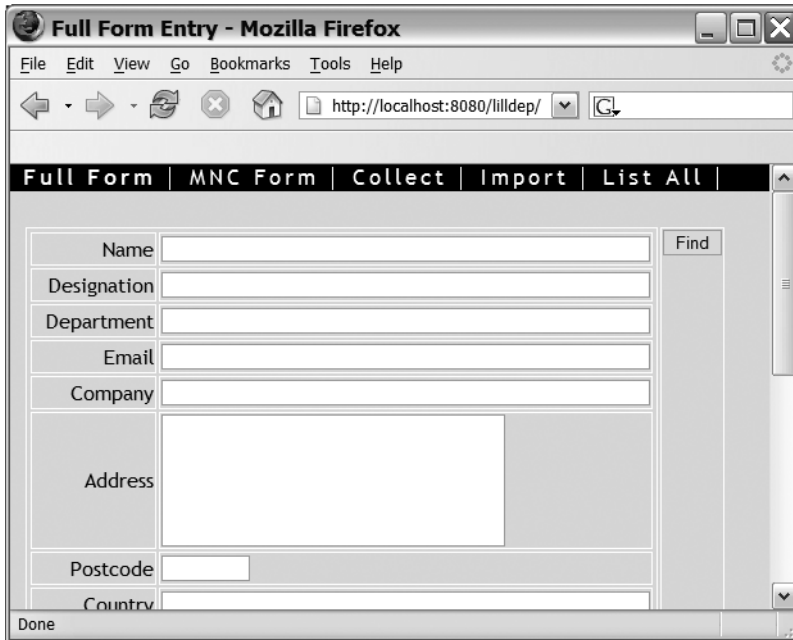 Full Form Entry - Mozilla Firefox
File Edit View Go Bookmarks Tools Help
http://localhost:8080/lilldep/ G
Full Form | MNC Form | Collect | Import | List All |
Name Find
Designation
Department
Email
Company
Address
Postcode
Country
Done